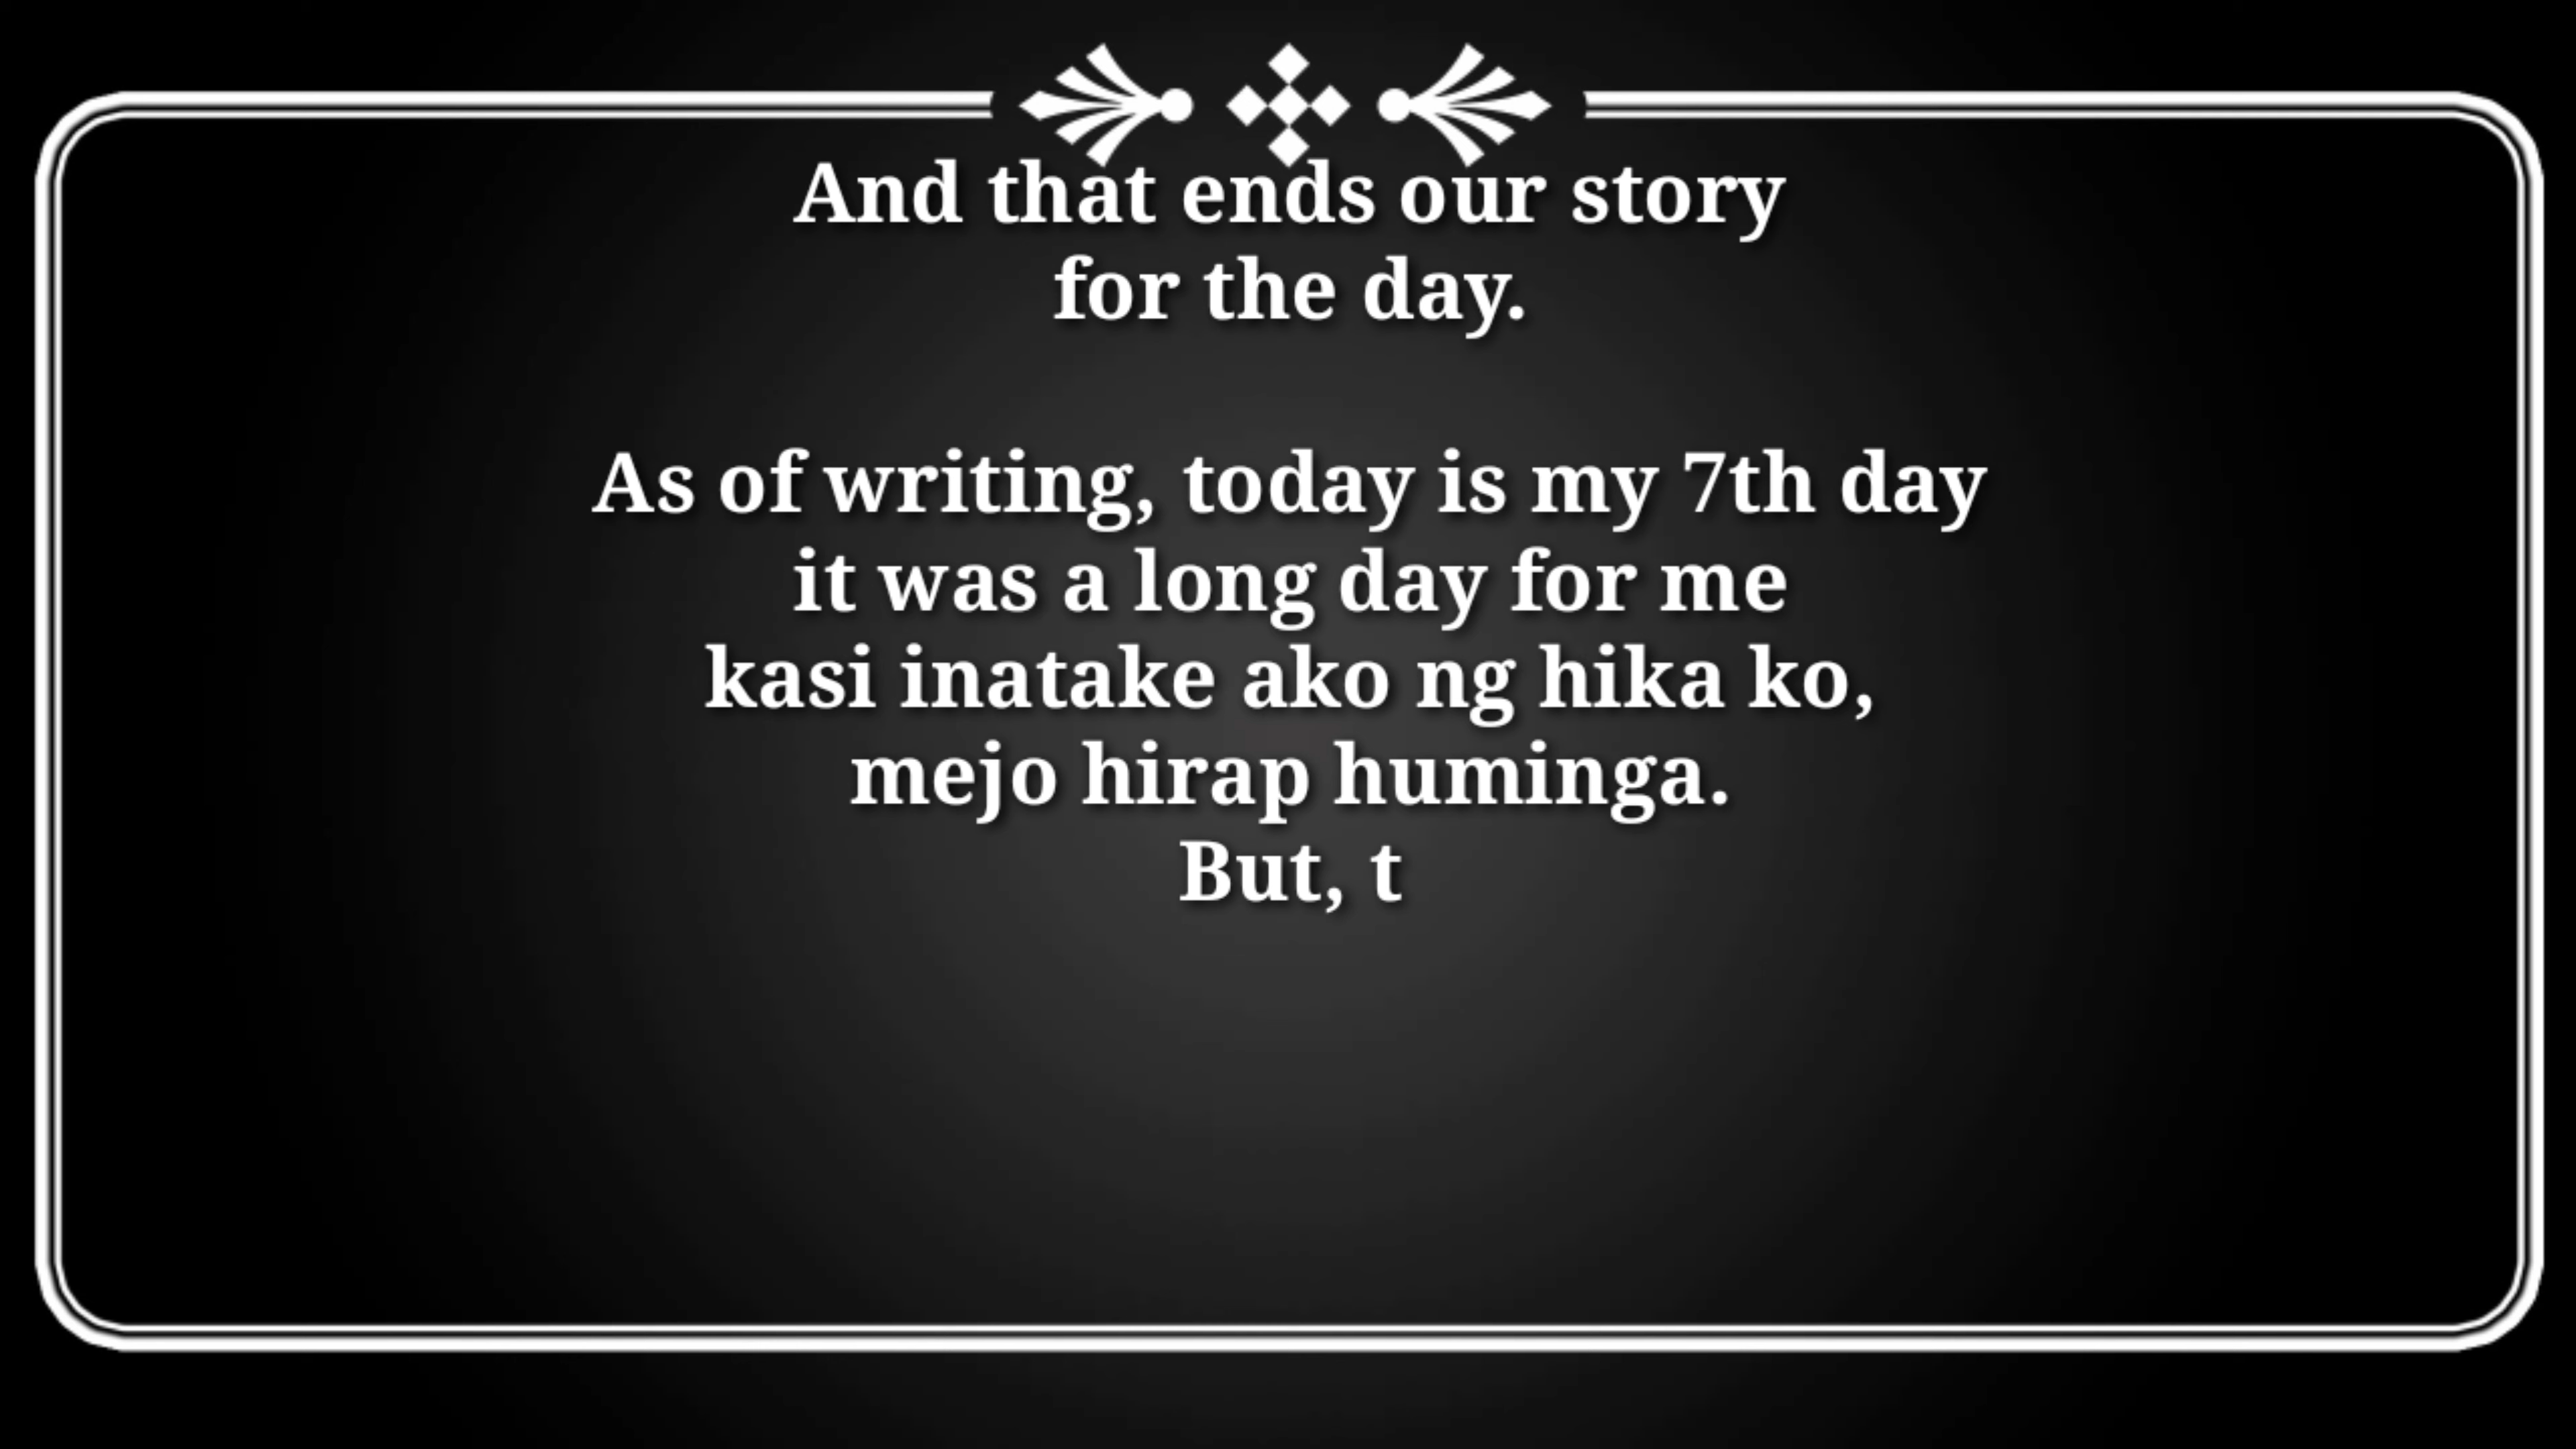 And that ends our story
for the day.
As of writing, today is my 7th day
it was a long day for me
kasi inatake ako ng hika ko,
mejo hirap huminga.
But, t